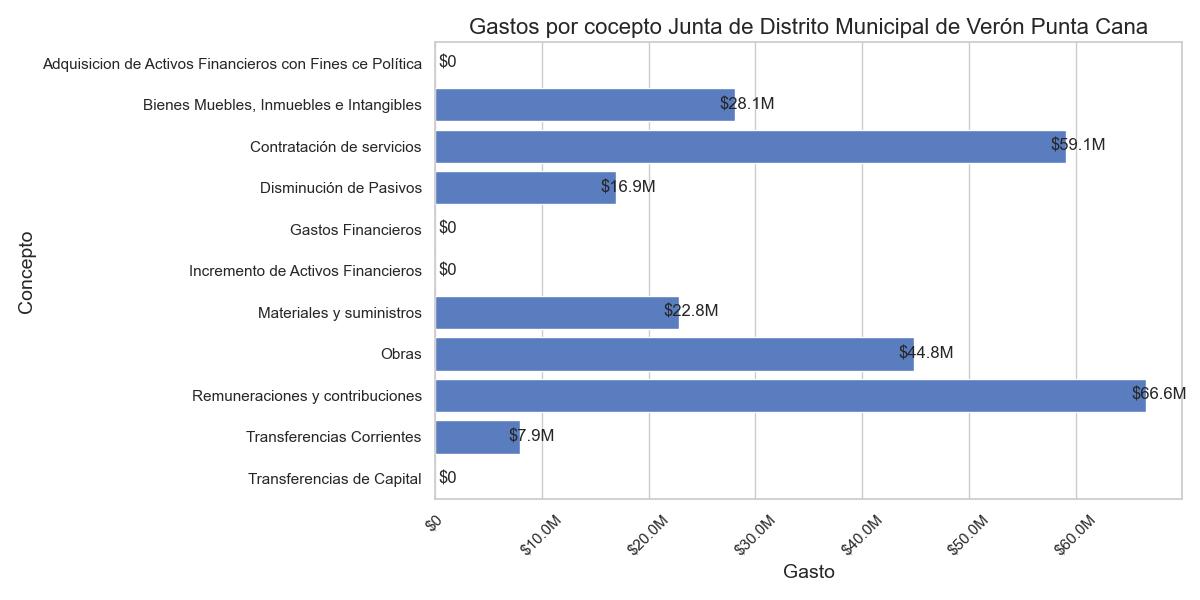 Gastos por cocepto Junta de Distrito Municipal de Verón Punta Cana
Concepto
Adquisicion de Activos Financieros con Fines ce Política $0
Bienes Muebles, Inmuebles e Intangibles $28.1M
Contratación de servicios $59.1M
Disminución de Pasivos $16.9M
Gastos Financieros $0
Incremento de Activos Financieros $0
Materiales y suministros $22.8M
Obras $44.8M
Remuneraciones y contribuciones $66.6M
Transferencias Corrientes $7.9M
Transferencias de Capital $0
$0 $10.0M $20.0M $30.0M $40.0M $50.0M $60.0M
Gasto